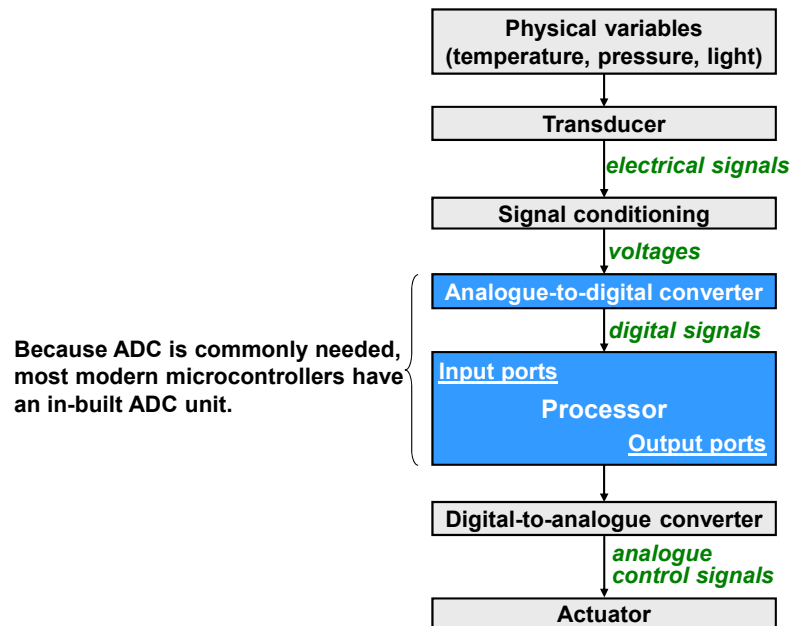 Physical variables
(temperature, pressure, light)
Transducer
electrical signals
Signal conditioning
voltages
Analogue-to-digital converter
digital signals
Because ADC is commonly needed,
most modern microcontrollers have
an in-built ADC unit.
Input ports
Processor
Output ports
Digital-to-analogue converter
analogue
control signals
Actuator